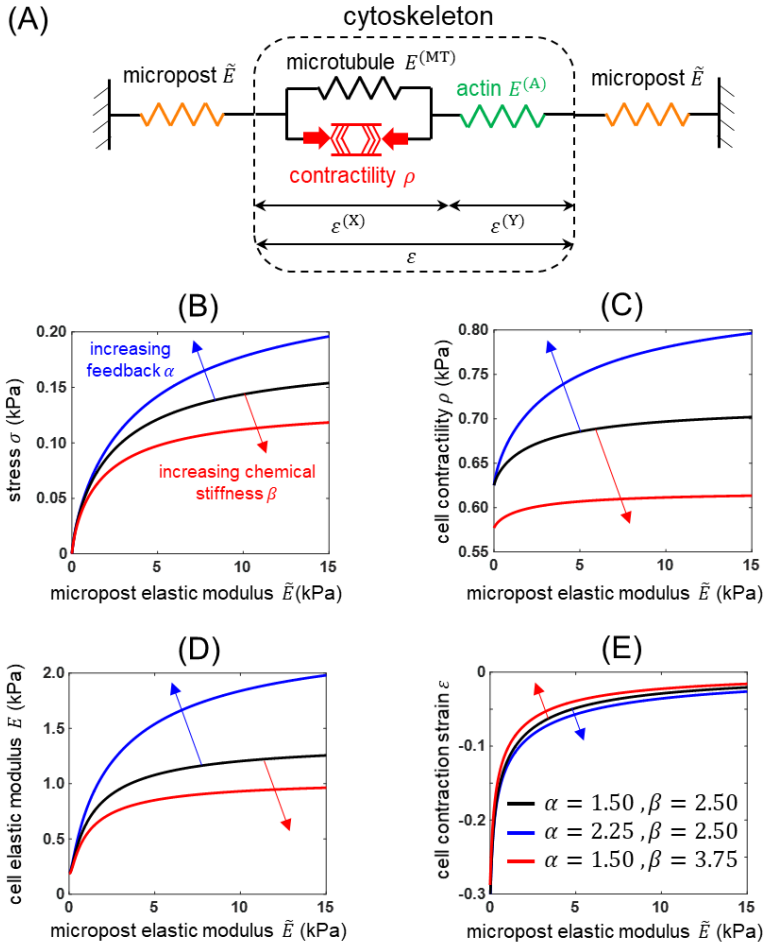 (A)
cytoskeleton
micropost Ẽ
microtubule E^(MT)
actin E^(A)
micropost Ẽ
contractility ρ
ε^(X)
ε^(Y)
ε
(B)
0.20
0.15
0.10
0.05
0
stress σ (kPa)
increasing
feedback α
increasing chemical
stiffness β
0
5
10
15
micropost elastic modulus Ẽ(kPa)
(C)
0.80
0.75
0.70
0.65
0.60
0.55
cell contractility ρ (kPa)
0
5
10
15
micropost elastic modulus Ẽ (kPa)
(D)
2.0
1.5
1.0
0.5
0
cell elastic modulus E (kPa)
0
5
10
15
micropost elastic modulus Ẽ (kPa)
(E)
0
-0.1
-0.2
-0.3
cell contraction strain ε
α = 1.50 , β = 2.50
α = 2.25 , β = 2.50
α = 1.50 , β = 3.75
0
5
10
15
micropost elastic modulus Ẽ (kPa)